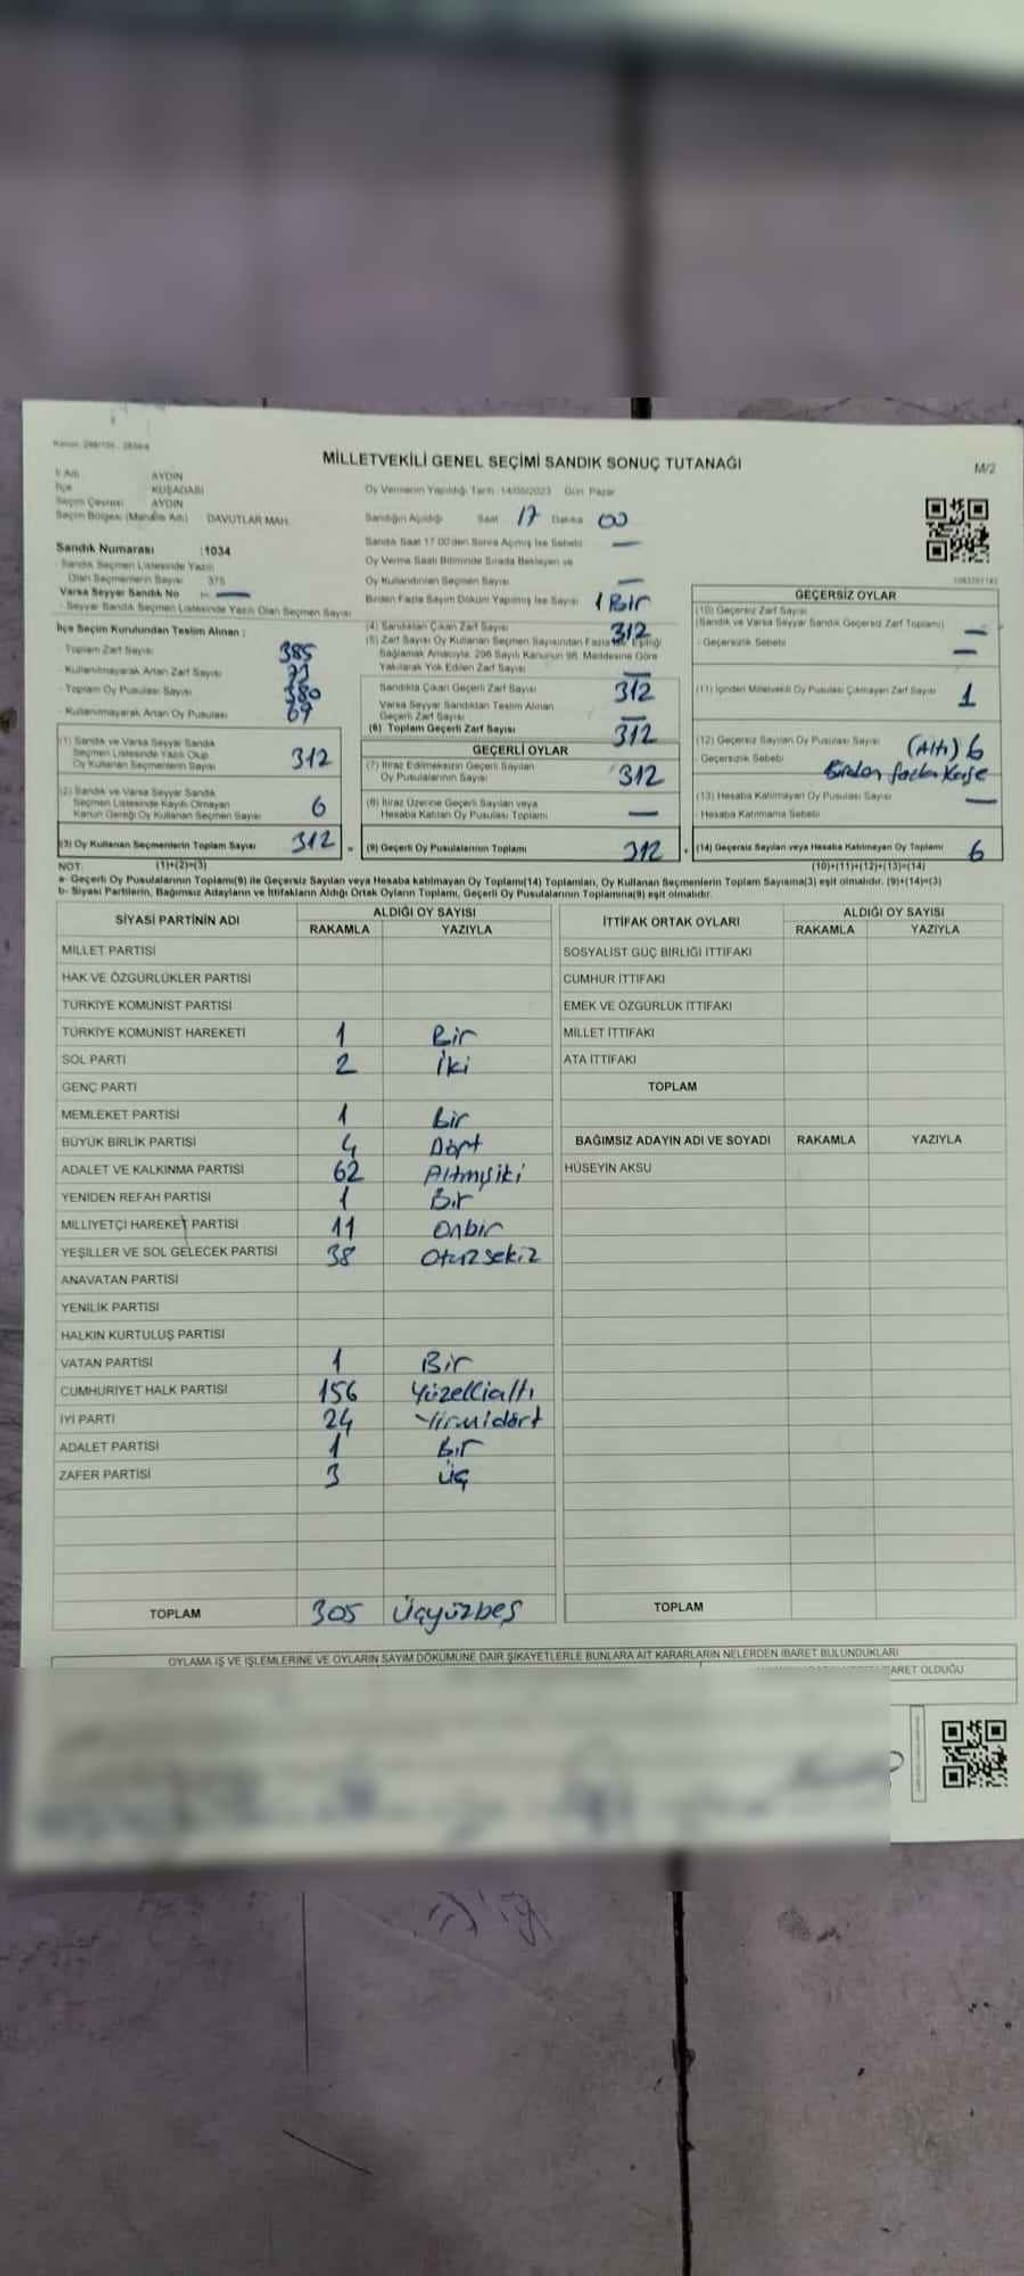 MİLLETVEKİLİ GENEL SEÇİMİ SANDIK SONUÇ TUTANAĞI
M/2
İl Adı AYDIN
İlçe KUŞADASI
Seçim Çevresi AYDIN
Seçim Bölgesi (Mahalle Adı) DAVUTLAR MAH.
Sandık Numarası :1034
Sandık Seçmen Listesinde Yazılı
Olan Seçmenlerin Sayısı 375
Varsa Seyyar Sandık No —
Seyyar Sandık Seçmen Listesinde Yazılı Olan Seçmen Sayısı
Oy Vermenin Yapıldığı Tarih :14/05/2023 Gün: Pazar
Sandığın Açıldığı Saat 17 Dakika 00
Sandık Saat 17.00'den Sonra Açılmış İse Sebebi —
Oy Verme Saati Bitiminde Sırada Bekleyen ve
Oy Kullandırılan Seçmen Sayısı —
Birden Fazla Sayım Döküm Yapılmış İse Sayısı 1 Bir
İlçe Seçim Kurulundan Teslim Alınan :
Toplam Zarf Sayısı 385
Kullanılmayarak Artan Zarf Sayısı 73
Toplam Oy Pusulası Sayısı 380
Kullanılmayarak Artan Oy Pusulası 69
(1) Sandık ve Varsa Seyyar Sandık
Seçmen Listesinde Yazılı Olup
Oy Kullanan Seçmenlerin Sayısı 312
(2) Sandık ve Varsa Seyyar Sandık
Seçmen Listesinde Kayıtlı Olmayan
Kanun Gereği Oy Kullanan Seçmen Sayısı 6
(3) Oy Kullanan Seçmenlerin Toplam Sayısı 312
(4) Sandıktan Çıkan Zarf Sayısı 312
(5) Zarf Sayısı Oy Kullanan Seçmen Sayısından Fazla İse, Eşitliği
Sağlamak Amacıyla, 298 Sayılı Kanunun 98. Maddesine Göre
Yakılarak Yok Edilen Zarf Sayısı —
Sandıkta Çıkan Geçerli Zarf Sayısı 312
Varsa Seyyar Sandıktan Teslim Alınan
Geçerli Zarf Sayısı —
(6) Toplam Geçerli Zarf Sayısı 312
GEÇERLİ OYLAR
(7) İtiraz Edilmeksizin Geçerli Sayılan
Oy Pusulalarının Sayısı 312
(8) İtiraz Üzerine Geçerli Sayılan veya
Hesaba Katılan Oy Pusulası Toplamı —
(9) Geçerli Oy Pusulalarının Toplamı 312
GEÇERSİZ OYLAR
(10) Geçersiz Zarf Sayısı
(Sandık ve Varsa Seyyar Sandık Geçersiz Zarf Toplamı) —
Geçersizlik Sebebi —
(11) İçinden Milletvekili Oy Pusulası Çıkmayan Zarf Sayısı 1
(12) Geçersiz Sayılan Oy Pusulası Sayısı (Altı) 6
Geçersizlik Sebebi Birden fazla Kaşe
(13) Hesaba Katılmayan Oy Pusulası Sayısı —
Hesaba Katılmama Sebebi
(14) Geçersiz Sayılan veya Hesaba Katılmayan Oy Toplamı 6
NOT: (1)+(2)=(3) (10)+(11)+(12)+(13)=(14)
a- Geçerli Oy Pusulalarının Toplamı(9) ile Geçersiz Sayılan veya Hesaba katılmayan Oy Toplamı(14) Toplamları, Oy Kullanan Seçmenlerin Toplam Sayısına(3) eşit olmalıdır. (9)+(14)=(3)
b- Siyasi Partilerin, Bağımsız Adayların ve İttifakların Aldığı Ortak Oyların Toplamı, Geçerli Oy Pusulalarının Toplamına(9) eşit olmalıdır.
SİYASİ PARTİNİN ADI ALDIĞI OY SAYISI
RAKAMLA YAZIYLA
MİLLET PARTİSİ
HAK VE ÖZGÜRLÜKLER PARTİSİ
TÜRKİYE KOMÜNİST PARTİSİ
TÜRKİYE KOMÜNİST HAREKETİ 1 Bir
SOL PARTİ 2 İki
GENÇ PARTİ
MEMLEKET PARTİSİ 1 Bir
BÜYÜK BİRLİK PARTİSİ 4 Dört
ADALET VE KALKINMA PARTİSİ 62 Altmışiki
YENİDEN REFAH PARTİSİ 1 Bir
MİLLİYETÇİ HAREKET PARTİSİ 11 Onbir
YEŞİLLER VE SOL GELECEK PARTİSİ 38 Otuzsekiz
ANAVATAN PARTİSİ
YENİLİK PARTİSİ
HALKIN KURTULUŞ PARTİSİ
VATAN PARTİSİ 1 Bir
CUMHURİYET HALK PARTİSİ 156 Yüzellialtı
İYİ PARTİ 24 Yirmidört
ADALET PARTİSİ 1 Bir
ZAFER PARTİSİ 3 Üç
TOPLAM 305 Üçyüzbeş
İTTİFAK ORTAK OYLARI ALDIĞI OY SAYISI
RAKAMLA YAZIYLA
SOSYALİST GÜÇ BİRLİĞİ İTTİFAKI
CUMHUR İTTİFAKI
EMEK VE ÖZGÜRLÜK İTTİFAKI
MİLLET İTTİFAKI
ATA İTTİFAKI
TOPLAM
BAĞIMSIZ ADAYIN ADI VE SOYADI RAKAMLA YAZIYLA
HÜSEYİN AKSU
TOPLAM
OYLAMA İŞ VE İŞLEMLERİNE VE OYLARIN SAYIM DÖKÜMÜNE DAİR ŞİKAYETLERLE BUNLARA AİT KARARLARIN NELERDEN İBARET BULUNDUKLARI
ARET OLDUĞU